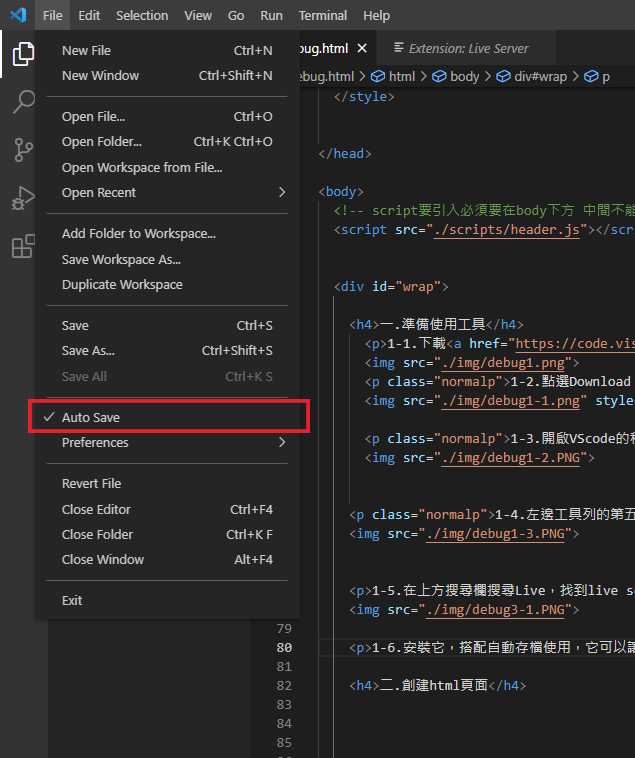 File Edit Selection View Go Run Terminal Help
New File Ctrl+N
New Window Ctrl+Shift+N
Open File... Ctrl+O
Open Folder... Ctrl+K Ctrl+O
Open Workspace from File...
Open Recent
Add Folder to Workspace...
Save Workspace As...
Duplicate Workspace
Save Ctrl+S
Save As... Ctrl+Shift+S
Save All Ctrl+K S
Auto Save
Preferences
Revert File
Close Editor Ctrl+F4
Close Folder Ctrl+K F
Close Window Alt+F4
Exit
bug.html Extension: Live Server
ebug.html > html > body > div#wrap > p
</style>
</head>
<body>
<!-- script要引入必須要在body下方 中間不能
<script src="./scripts/header.js"></scr
<div id="wrap">
<h4>一.準備使用工具</h4>
<p>1-1.下載<a href="https://code.vis
<img src="./img/debug1.png">
<p class="normalp">1-2.點選Download
<img src="./img/debug1-1.png" style
<p class="normalp">1-3.開啟VScode的
<img src="./img/debug1-2.PNG">
<p class="normalp">1-4.左邊工具列的第五
<img src="./img/debug1-3.PNG">
<p>1-5.在上方搜尋欄搜尋Live，找到live se
<img src="./img/debug3-1.PNG">
79
80 <p>1-6.安裝它，搭配自動存檔使用，它可以讓
81
82 <h4>二.創建html頁面</h4>
83
84
85